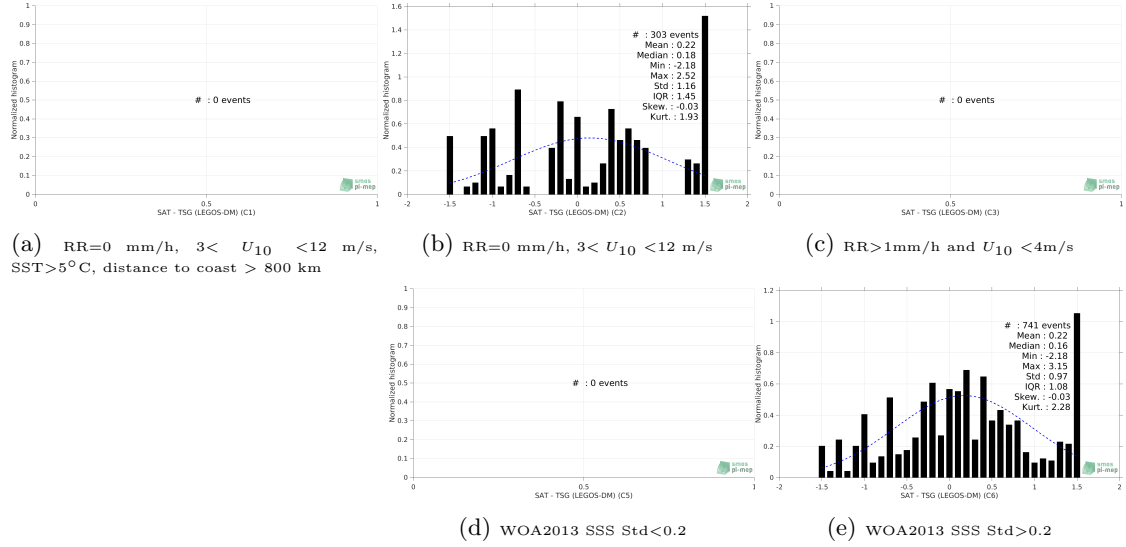 1
0.9
0.8
0.7
0.6
0.5
0.4
0.3
0.2
0.1
0
Normalized histogram
# : 0 events
smos
pi-mep
0 0.5 1
SAT - TSG (LEGOS-DM) (C1)
(a) RR=0 mm/h, 3< U10 <12 m/s,
SST>5°C, distance to coast > 800 km
1.6
1.4
1.2
1
0.8
0.6
0.4
0.2
0
Normalized histogram
# : 303 events
Mean : 0.22
Median : 0.18
Min : -2.18
Max : 2.52
Std : 1.16
IQR : 1.45
Skew. : -0.03
Kurt. : 1.93
smos
pi-mep
-2 -1.5 -1 -0.5 0 0.5 1 1.5 2
SAT - TSG (LEGOS-DM) (C2)
(b) RR=0 mm/h, 3< U10 <12 m/s
1
0.9
0.8
0.7
0.6
0.5
0.4
0.3
0.2
0.1
0
Normalized histogram
# : 0 events
smos
pi-mep
0 0.5 1
SAT - TSG (LEGOS-DM) (C3)
(c) RR>1mm/h and U10 <4m/s
1
0.9
0.8
0.7
0.6
0.5
0.4
0.3
0.2
0.1
0
Normalized histogram
# : 0 events
smos
pi-mep
0 0.5 1
SAT - TSG (LEGOS-DM) (C5)
(d) WOA2013 SSS Std<0.2
1.2
1
0.8
0.6
0.4
0.2
0
Normalized histogram
# : 741 events
Mean : 0.22
Median : 0.16
Min : -2.18
Max : 3.15
Std : 0.97
IQR : 1.08
Skew. : -0.03
Kurt. : 2.28
smos
pi-mep
-2 -1.5 -1 -0.5 0 0.5 1 1.5 2
SAT - TSG (LEGOS-DM) (C6)
(e) WOA2013 SSS Std>0.2